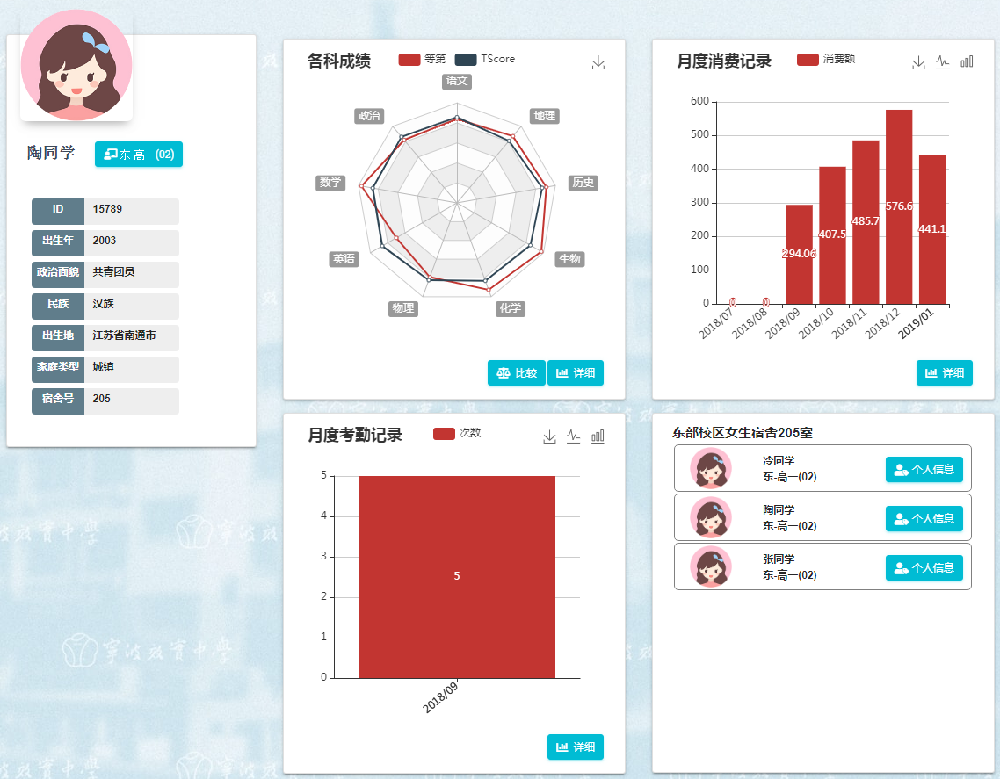 陶同学
东-高一(02)
ID 15789
出生年 2003
政治面貌 共青团员
民族 汉族
出生地 江苏省南通市
家庭类型 城镇
宿舍号 205
各科成绩
等第 TScore
语文
地理
历史
生物
化学
物理
英语
数学
政治
比较 详细
月度消费记录
消费额
600
500
400
300
200
100
0
0 0 294.06 407.5 485.7 576.6 441.1
2018/07 2018/08 2018/09 2018/10 2018/11 2018/12 2019/01
详细
月度考勤记录
次数
5
4
3
2
1
0
5
2018/09
详细
东部校区女生宿舍205室
冷同学
东-高一(02)
个人信息
陶同学
东-高一(02)
个人信息
张同学
东-高一(02)
个人信息
寧波效實中學